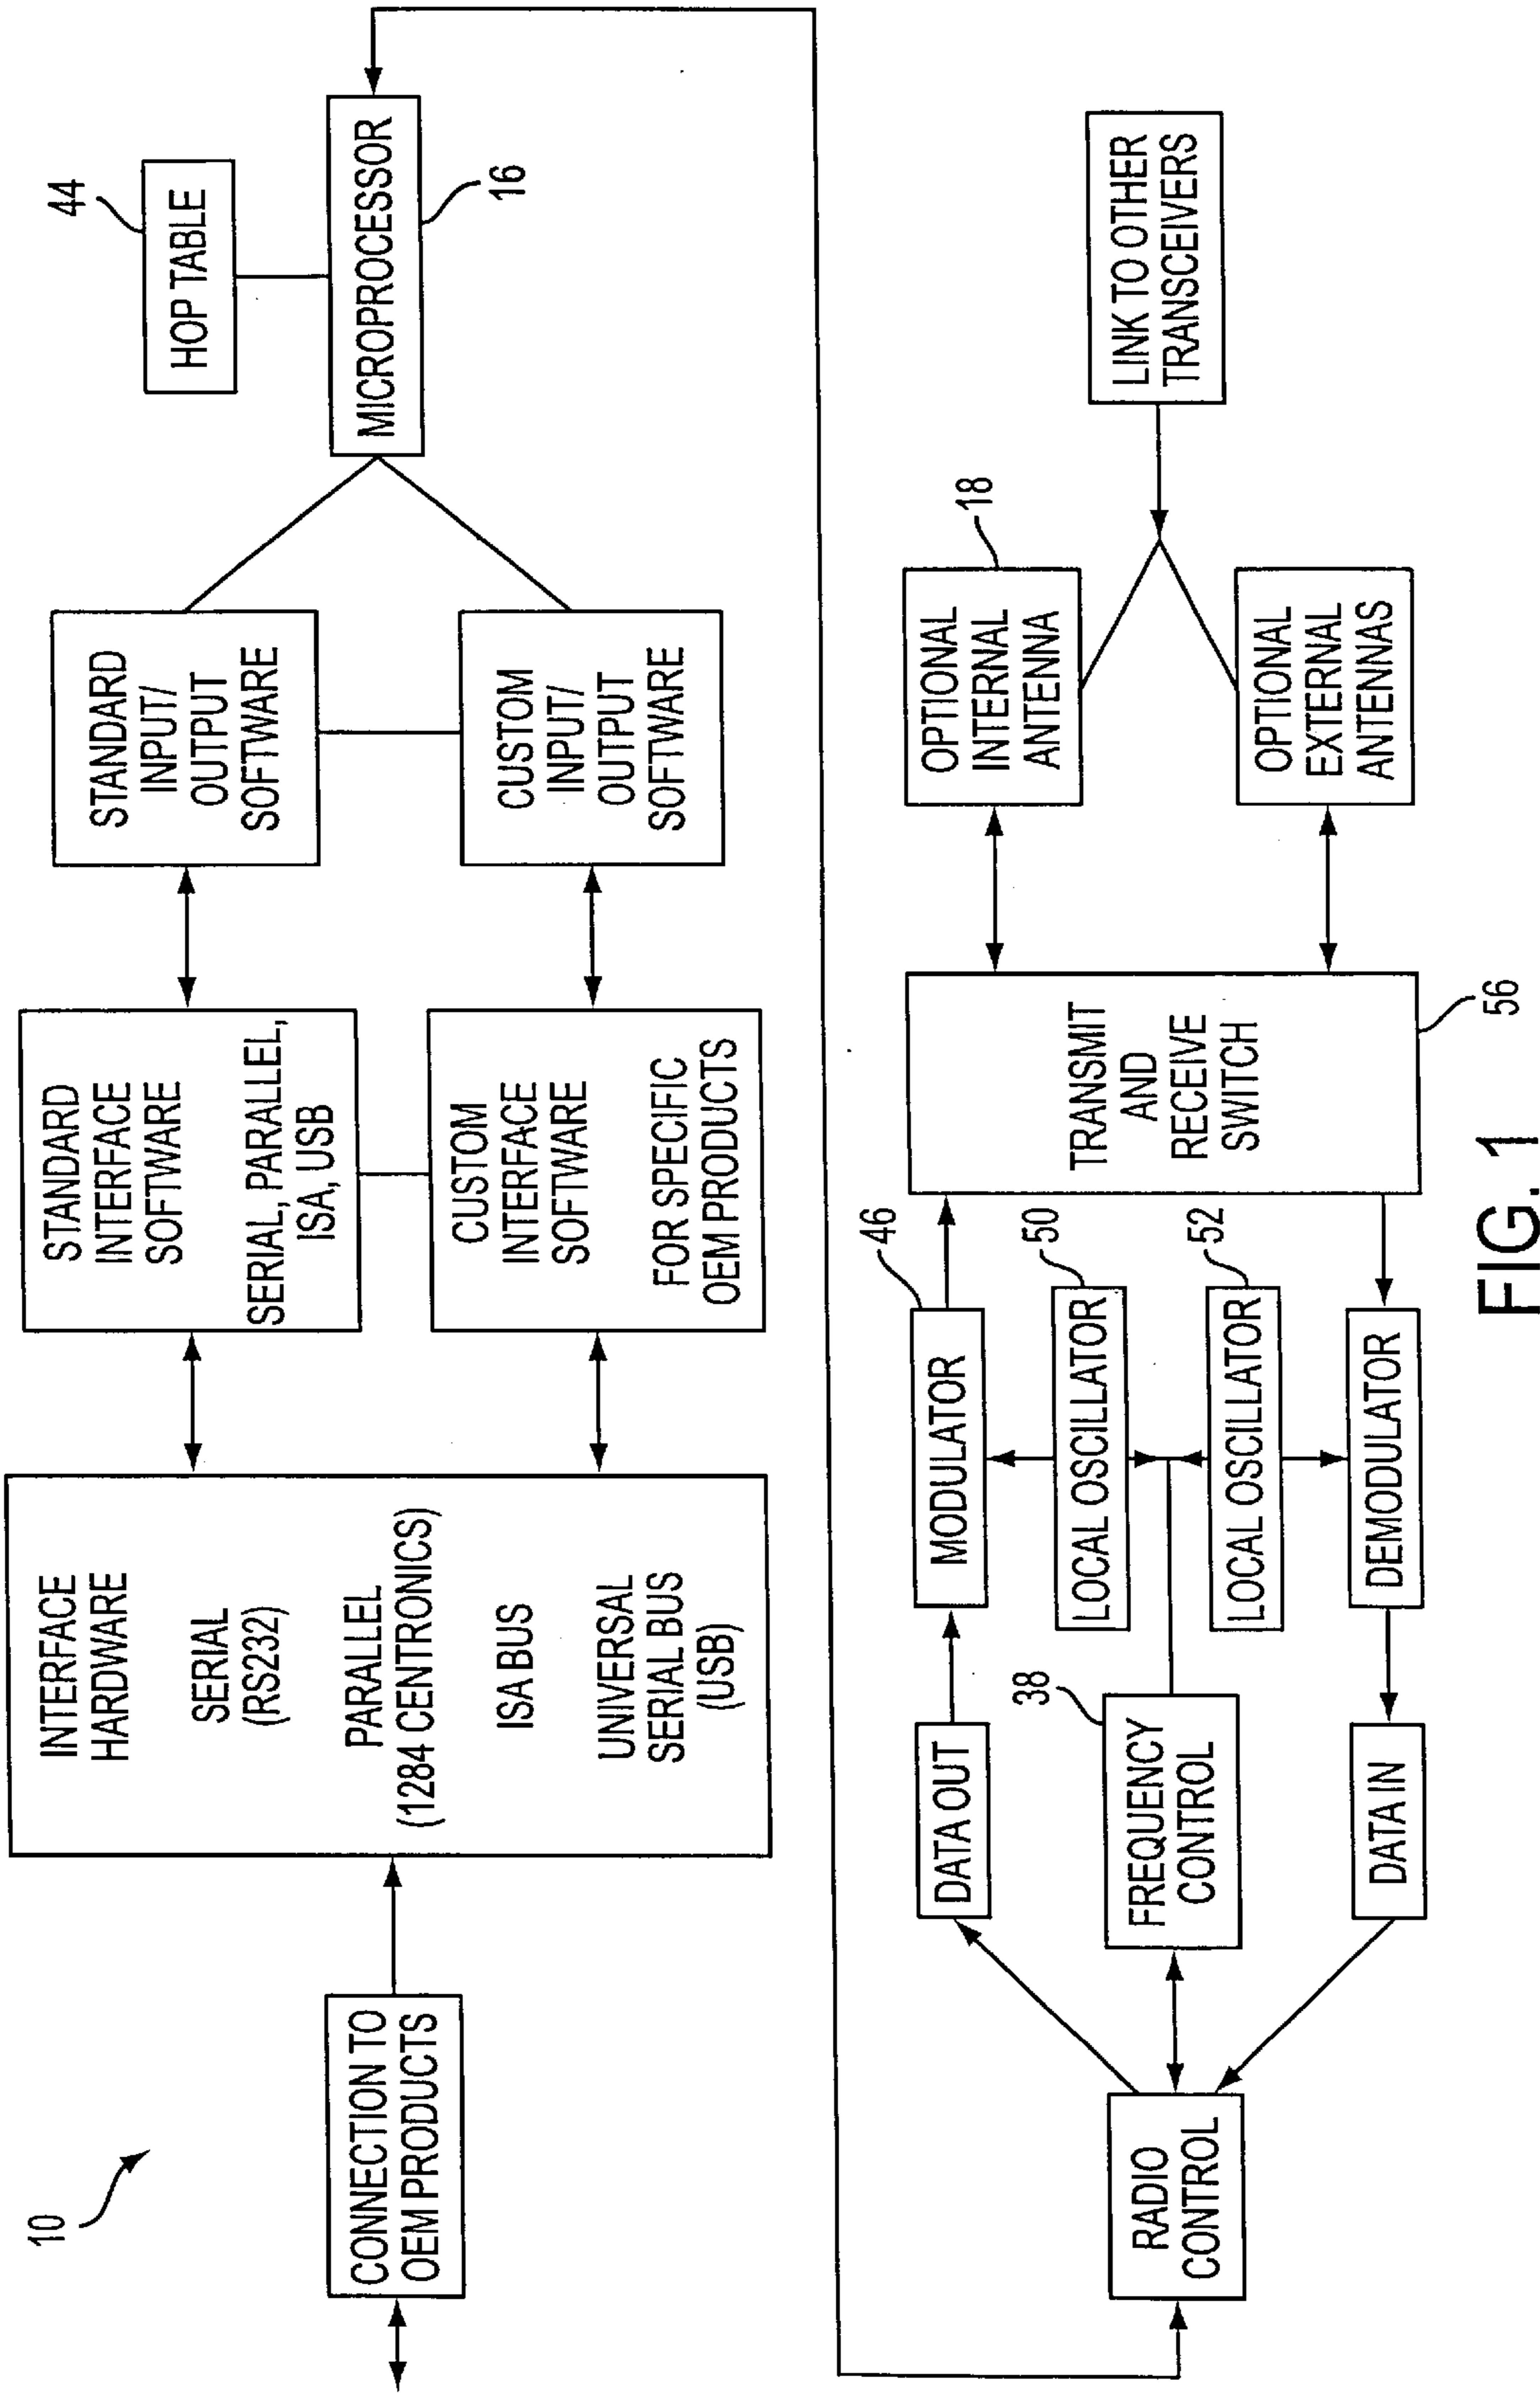 10
CONNECTION TO
OEM PRODUCTS
INTERFACE
HARDWARE
SERIAL
(RS232)
PARALLEL
(1284 CENTRONICS)
ISA BUS
UNIVERSAL
SERIAL BUS
(USB)
STANDARD
INTERFACE
SOFTWARE
SERIAL, PARALLEL,
ISA, USB
CUSTOM
INTERFACE
SOFTWARE
FOR SPECIFIC
OEM PRODUCTS
STANDARD
INPUT/
OUTPUT
SOFTWARE
CUSTOM
INPUT/
OUTPUT
SOFTWARE
44
HOP TABLE
MICROPROCESSOR
16
RADIO
CONTROL
DATA OUT
38
FREQUENCY
CONTROL
DATA IN
46
MODULATOR
50
LOCAL OSCILLATOR
52
LOCAL OSCILLATOR
DEMODULATOR
TRANSMIT
AND
RECEIVE
SWITCH
56
18
OPTIONAL
INTERNAL
ANTENNA
OPTIONAL
EXTERNAL
ANTENNAS
LINK TO OTHER
TRANSCEIVERS
FIG. 1